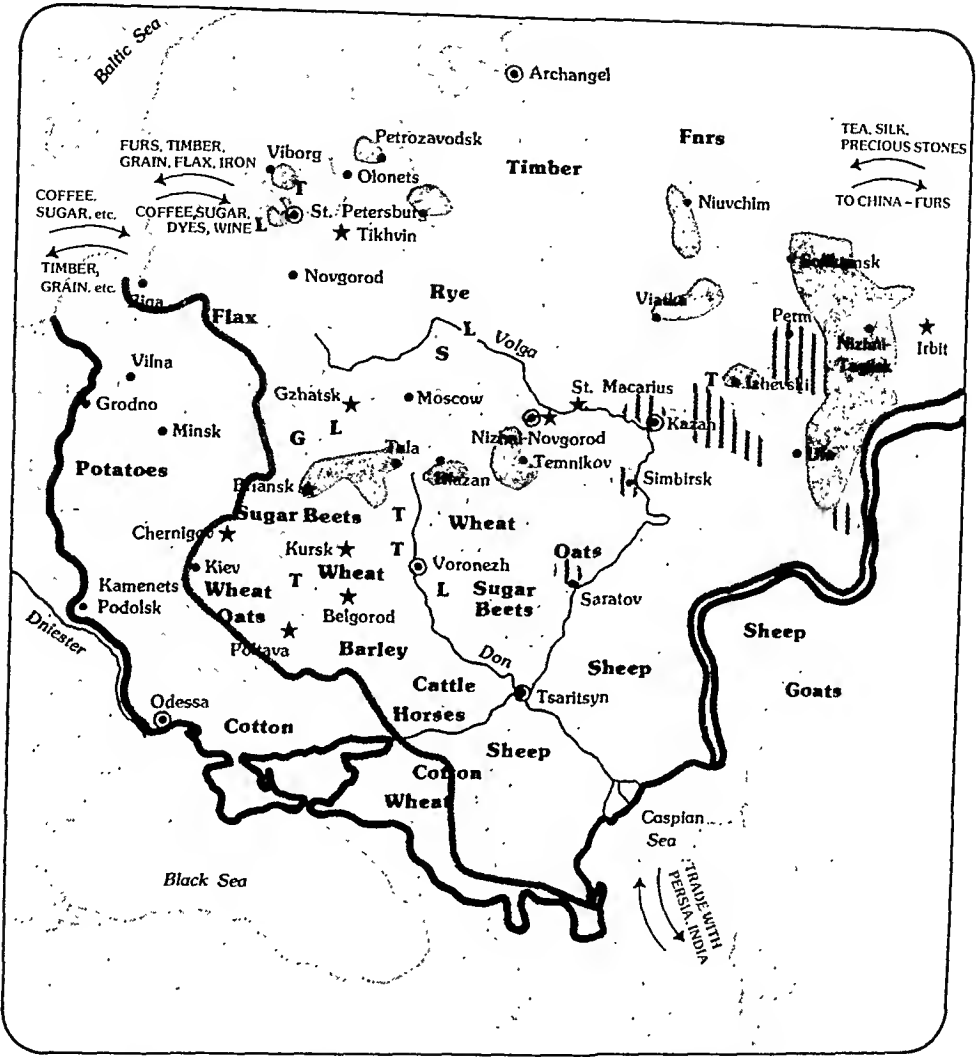 Baltic Sea
Archangel
FURS, TIMBER,
GRAIN, FLAX, IRON
Viborg
Petrozavodsk
Olonets
Timber
Fnrs
TEA, SILK,
PRECIOUS STONES
TO CHINA – FURS
COFFEE,
SUGAR, etc.
COFFEE, SUGAR,
DYES, WINE
T
L
St. Petersburg
Tikhvin
Niuvchim
TIMBER,
GRAIN, etc.
Novgorod
Riga
Flax
Rye
Viatka
Perm
Irbit
Nizhni-
Tagilsk
L
S
Volga
Vilna
Grodno
Minsk
Gzhatsk
Moscow
St. Macarius
T
Izhevski
Kazan
G
L
Nizhni-Novgorod
Temnikov
Potatoes
Tula
Riazan
Ufa
Briansk
Simbirsk
Sugar Beets
T
Wheat
Chernigov
Kursk
T
Oats
Kiev
Wheat
Oats
T
Wheat
Voronezh
L
Sugar
Beets
Saratov
Kamenets
Podolsk
Belgorod
Dniester
Poltava
Barley
Don
Sheep
Sheep
Goats
Odessa
Cattle
Horses
Tsaritsyn
Cotton
Sheep
Cotton
Wheat
Caspian
Sea
Black Sea
TRADE WITH
PERSIA, INDIA